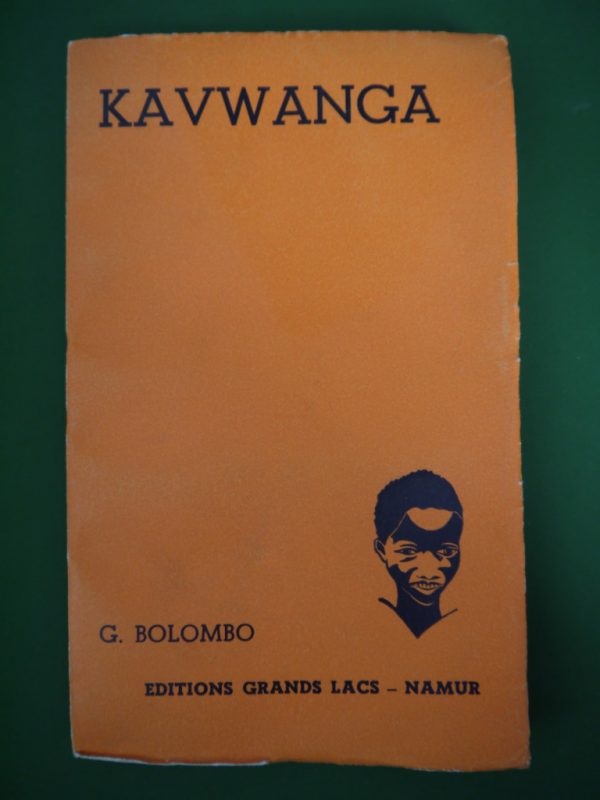 KAVWANGA
G. BOLOMBO
EDITIONS GRANDS LACS – NAMUR